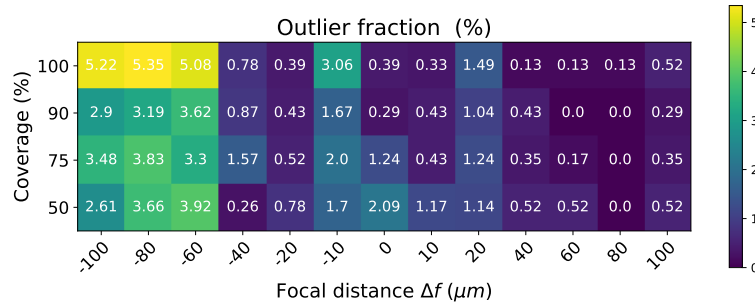 Outlier fraction (%)
Coverage (%)
100 5.22 5.35 5.08 0.78 0.39 3.06 0.39 0.33 1.49 0.13 0.13 0.13 0.52
90 2.9 3.19 3.62 0.87 0.43 1.67 0.29 0.43 1.04 0.43 0.0 0.0 0.29
75 3.48 3.83 3.3 1.57 0.52 2.0 1.24 0.43 1.24 0.35 0.17 0.0 0.35
50 2.61 3.66 3.92 0.26 0.78 1.7 2.09 1.17 1.14 0.52 0.52 0.0 0.52
-100 -80 -60 -40 -20 -10 0 10 20 40 60 80 100
Focal distance Δf (μm)
5
4
3
2
1
0